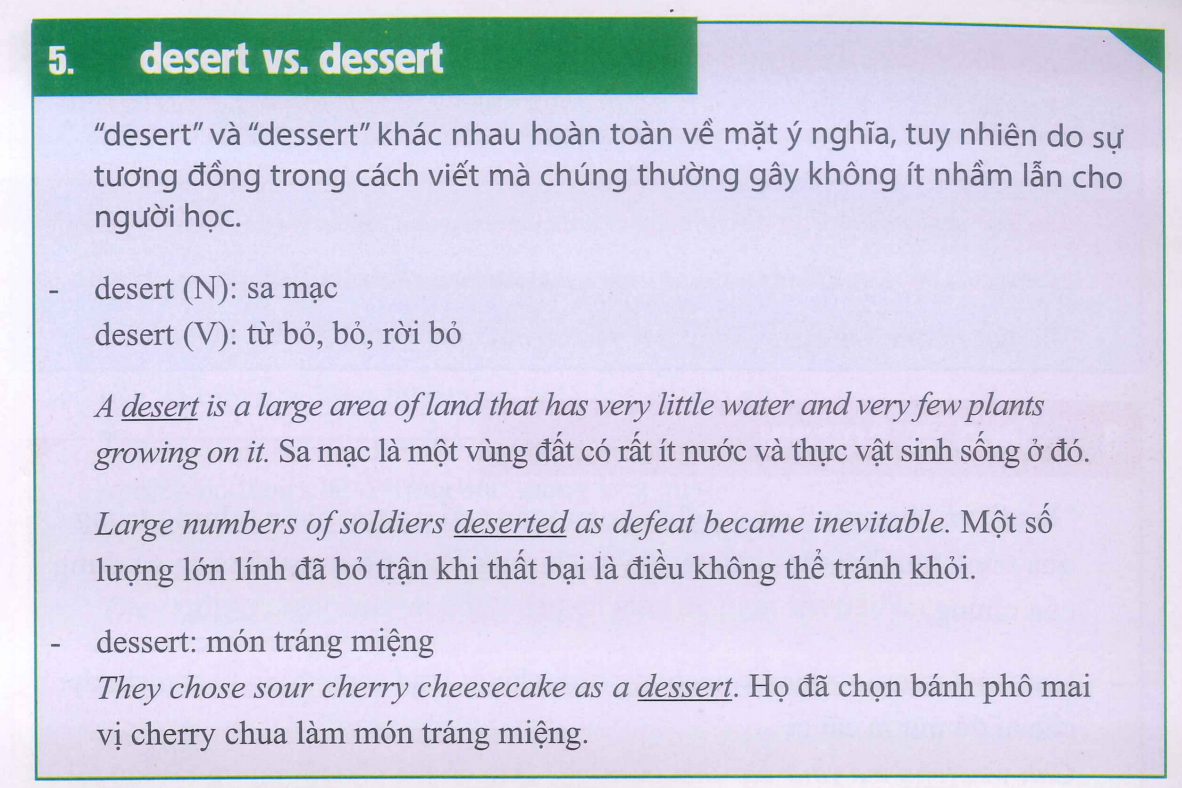 5. desert vs. dessert
"desert" và "dessert" khác nhau hoàn toàn về mặt ý nghĩa, tuy nhiên do sự
tương đồng trong cách viết mà chúng thường gây không ít nhầm lẫn cho
người học.
- desert (N): sa mạc
desert (V): từ bỏ, bỏ, rời bỏ
A desert is a large area of land that has very little water and very few plants
growing on it. Sa mạc là một vùng đất có rất ít nước và thực vật sinh sống ở đó.
Large numbers of soldiers deserted as defeat became inevitable. Một số
lượng lớn lính đã bỏ trận khi thất bại là điều không thể tránh khỏi.
- dessert: món tráng miệng
They chose sour cherry cheesecake as a dessert. Họ đã chọn bánh phô mai
vị cherry chua làm món tráng miệng.